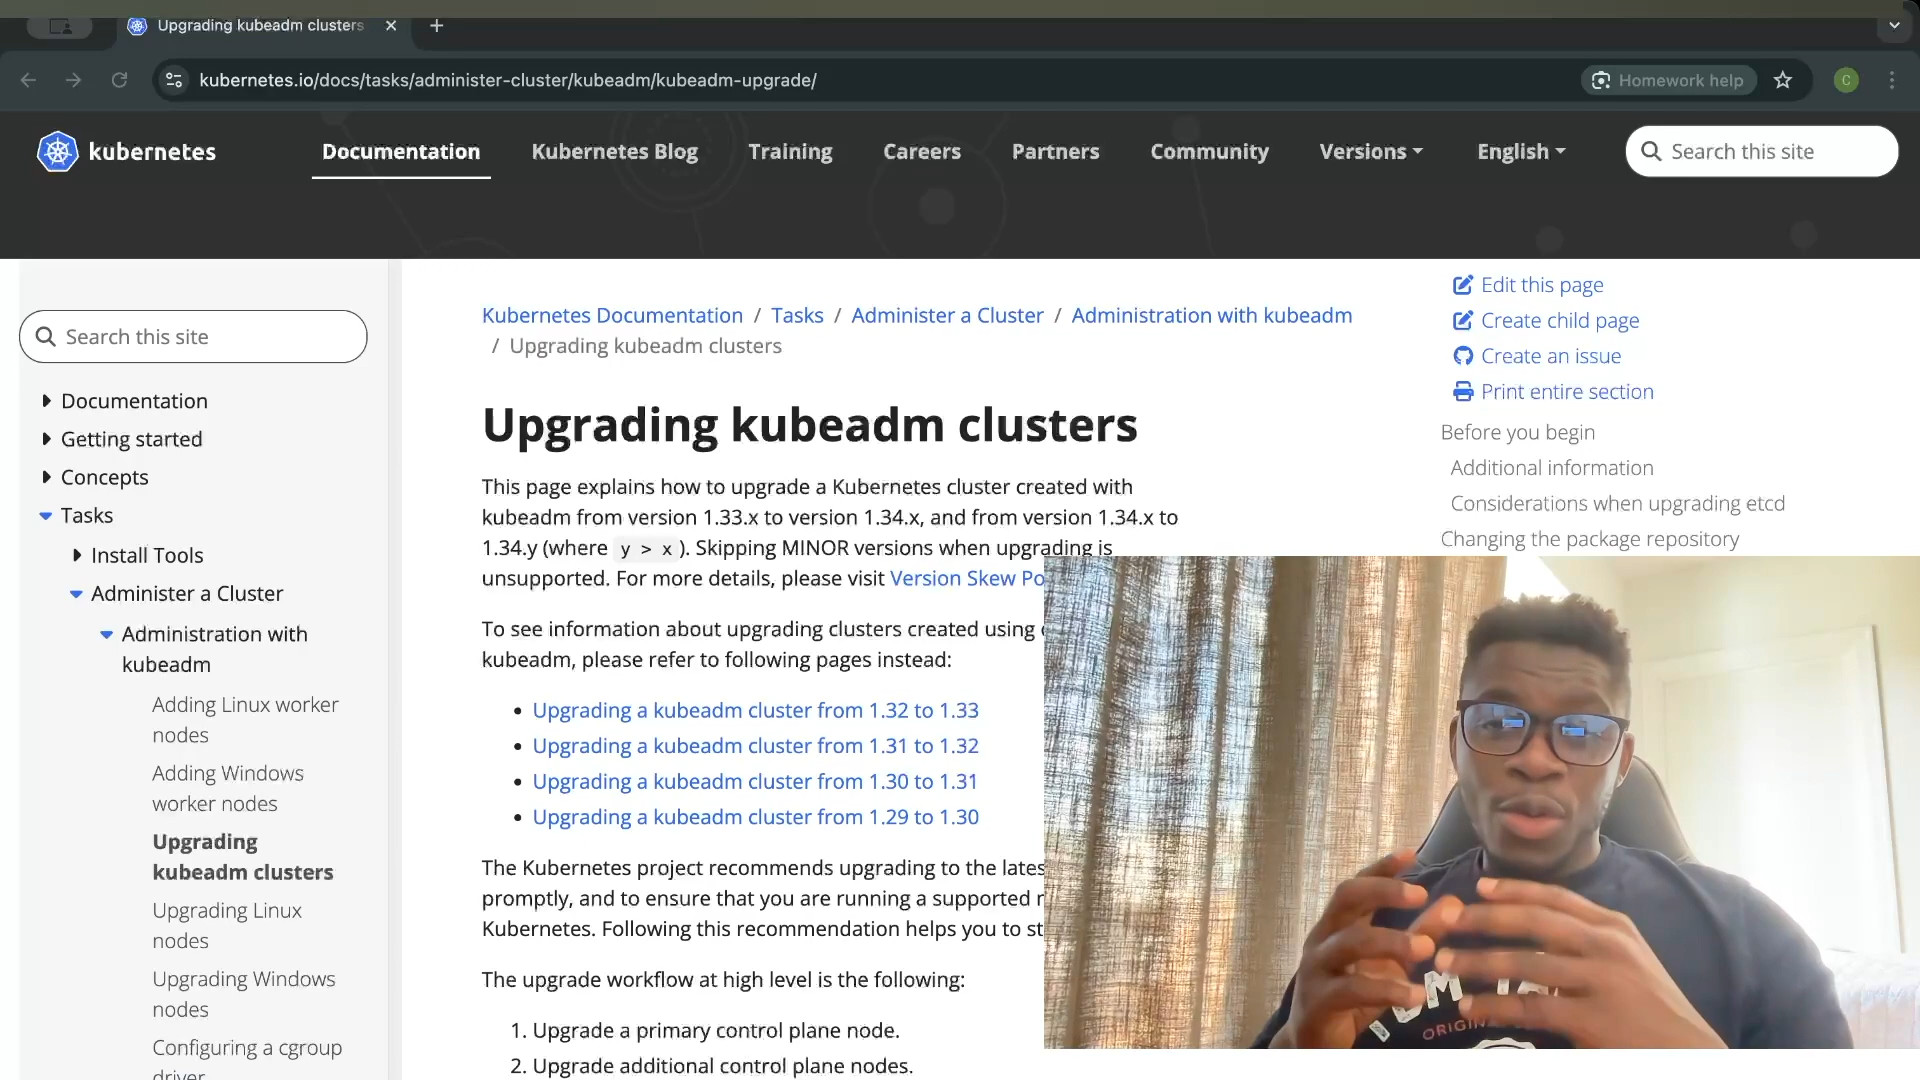 Upgrading kubeadm clusters
kubernetes.io/docs/tasks/administer-cluster/kubeadm/kubeadm-upgrade/
Homework help
C
kubernetes
Documentation
Kubernetes Blog
Training
Careers
Partners
Community
Versions
English
Search this site
Search this site
Documentation
Getting started
Concepts
Tasks
Install Tools
Administer a Cluster
Administration with
kubeadm
Adding Linux worker
nodes
Adding Windows
worker nodes
Upgrading
kubeadm clusters
Upgrading Linux
nodes
Upgrading Windows
nodes
Configuring a cgroup
driver
Kubernetes Documentation / Tasks / Administer a Cluster / Administration with kubeadm
/ Upgrading kubeadm clusters
Upgrading kubeadm clusters
This page explains how to upgrade a Kubernetes cluster created with
kubeadm from version 1.33.x to version 1.34.x, and from version 1.34.x to
1.34.y (where y > x ). Skipping MINOR versions when upgrading is
unsupported. For more details, please visit Version Skew Po
To see information about upgrading clusters created using
kubeadm, please refer to following pages instead:
• Upgrading a kubeadm cluster from 1.32 to 1.33
• Upgrading a kubeadm cluster from 1.31 to 1.32
• Upgrading a kubeadm cluster from 1.30 to 1.31
• Upgrading a kubeadm cluster from 1.29 to 1.30
The Kubernetes project recommends upgrading to the lates
promptly, and to ensure that you are running a supported
Kubernetes. Following this recommendation helps you to st
The upgrade workflow at high level is the following:
1. Upgrade a primary control plane node.
2. Upgrade additional control plane nodes.
Edit this page
Create child page
Create an issue
Print entire section
Before you begin
Additional information
Considerations when upgrading etcd
Changing the package repository